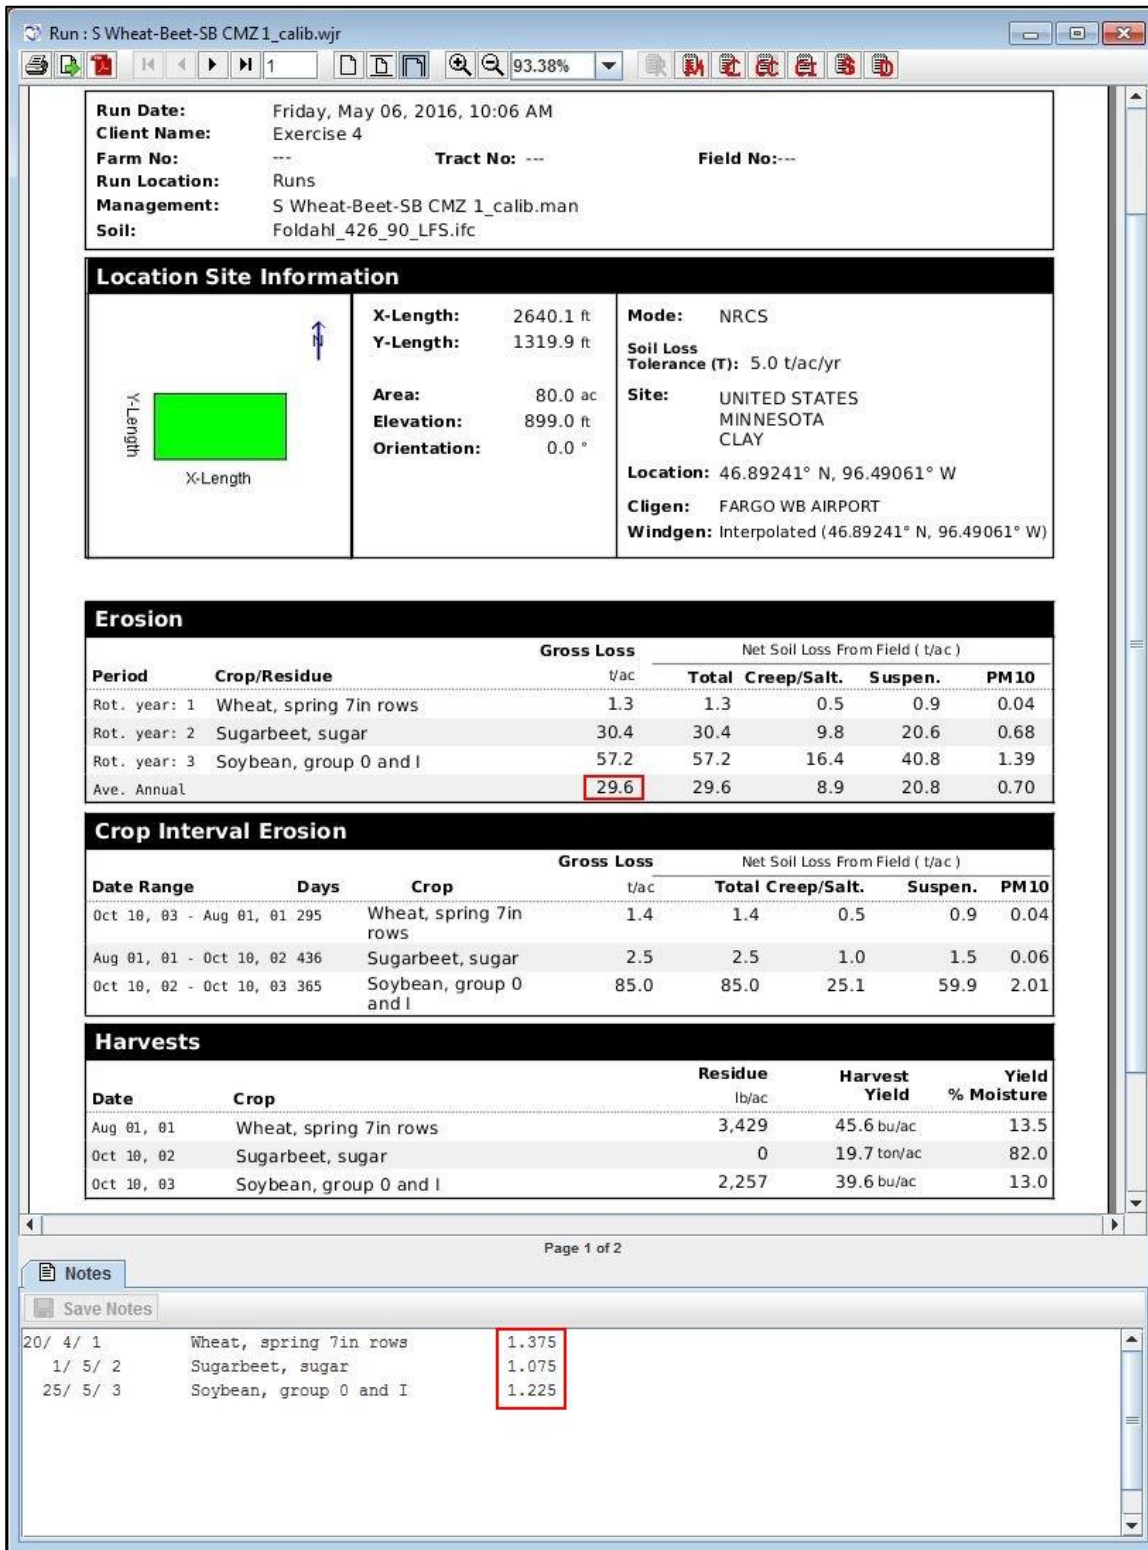 Run : S Wheat-Beet-SB CMZ 1_calib.wjr
1 93.38%
Run Date: Friday, May 06, 2016, 10:06 AM
Client Name: Exercise 4
Farm No: --- Tract No: --- Field No:---
Run Location: Runs
Management: S Wheat-Beet-SB CMZ 1_calib.man
Soil: Foldahl_426_90_LFS.ifc
Location Site Information
N
Y-Length
X-Length
X-Length: 2640.1 ft
Y-Length: 1319.9 ft
Area: 80.0 ac
Elevation: 899.0 ft
Orientation: 0.0 °
Mode: NRCS
Soil Loss
Tolerance (T): 5.0 t/ac/yr
Site: UNITED STATES
MINNESOTA
CLAY
Location: 46.89241° N, 96.49061° W
Cligen: FARGO WB AIRPORT
Windgen: Interpolated (46.89241° N, 96.49061° W)
Erosion
Gross Loss Net Soil Loss From Field ( t/ac )
Period Crop/Residue t/ac Total Creep/Salt. Suspen. PM10
Rot. year: 1 Wheat, spring 7in rows 1.3 1.3 0.5 0.9 0.04
Rot. year: 2 Sugarbeet, sugar 30.4 30.4 9.8 20.6 0.68
Rot. year: 3 Soybean, group 0 and I 57.2 57.2 16.4 40.8 1.39
Ave. Annual 29.6 29.6 8.9 20.8 0.70
Crop Interval Erosion
Gross Loss Net Soil Loss From Field ( t/ac )
Date Range Days Crop t/ac Total Creep/Salt. Suspen. PM10
Oct 10, 03 - Aug 01, 01 295 Wheat, spring 7in 1.4 1.4 0.5 0.9 0.04
rows
Aug 01, 01 - Oct 10, 02 436 Sugarbeet, sugar 2.5 2.5 1.0 1.5 0.06
Oct 10, 02 - Oct 10, 03 365 Soybean, group 0 85.0 85.0 25.1 59.9 2.01
and I
Harvests
Residue Harvest Yield
Date Crop lb/ac Yield % Moisture
Aug 01, 01 Wheat, spring 7in rows 3,429 45.6 bu/ac 13.5
Oct 10, 02 Sugarbeet, sugar 0 19.7 ton/ac 82.0
Oct 10, 03 Soybean, group 0 and I 2,257 39.6 bu/ac 13.0
Page 1 of 2
Notes
Save Notes
20/ 4/ 1 Wheat, spring 7in rows 1.375
1/ 5/ 2 Sugarbeet, sugar 1.075
25/ 5/ 3 Soybean, group 0 and I 1.225